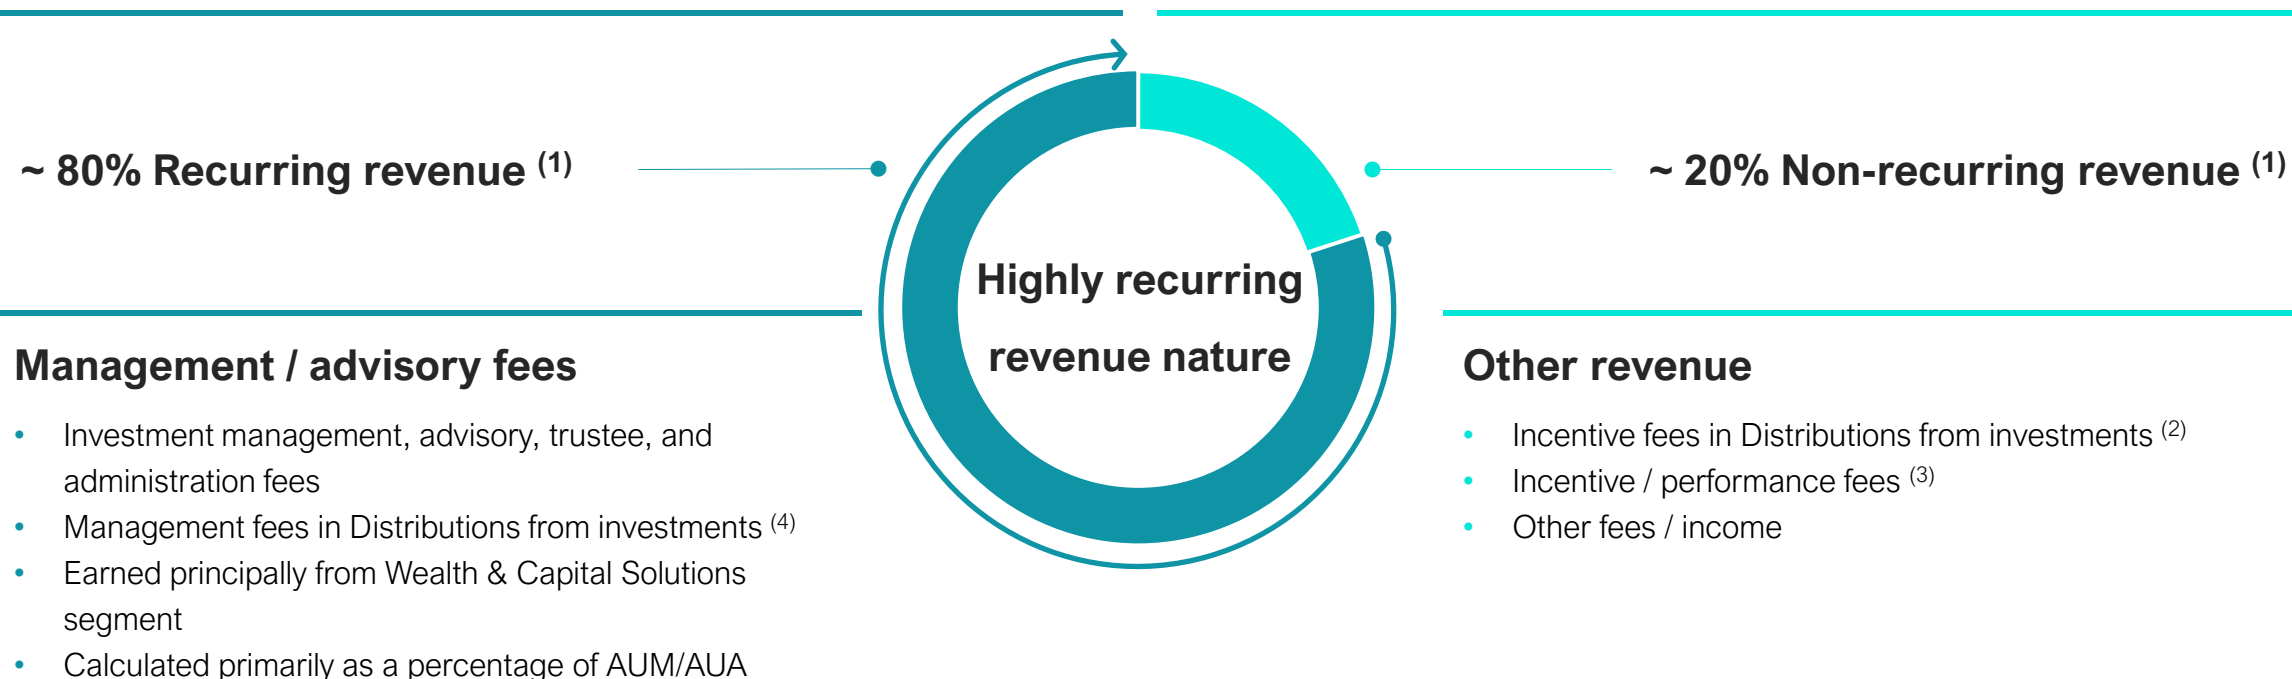 ~ 80% Recurring revenue (1)
Highly recurring
revenue nature
~ 20% Non-recurring revenue (1)
Management / advisory fees
• Investment management, advisory, trustee, and
administration fees
• Management fees in Distributions from investments (4)
• Earned principally from Wealth & Capital Solutions
segment
• Calculated primarily as a percentage of AUM/AUA
Other revenue
• Incentive fees in Distributions from investments (2)
• Incentive / performance fees (3)
• Other fees / income